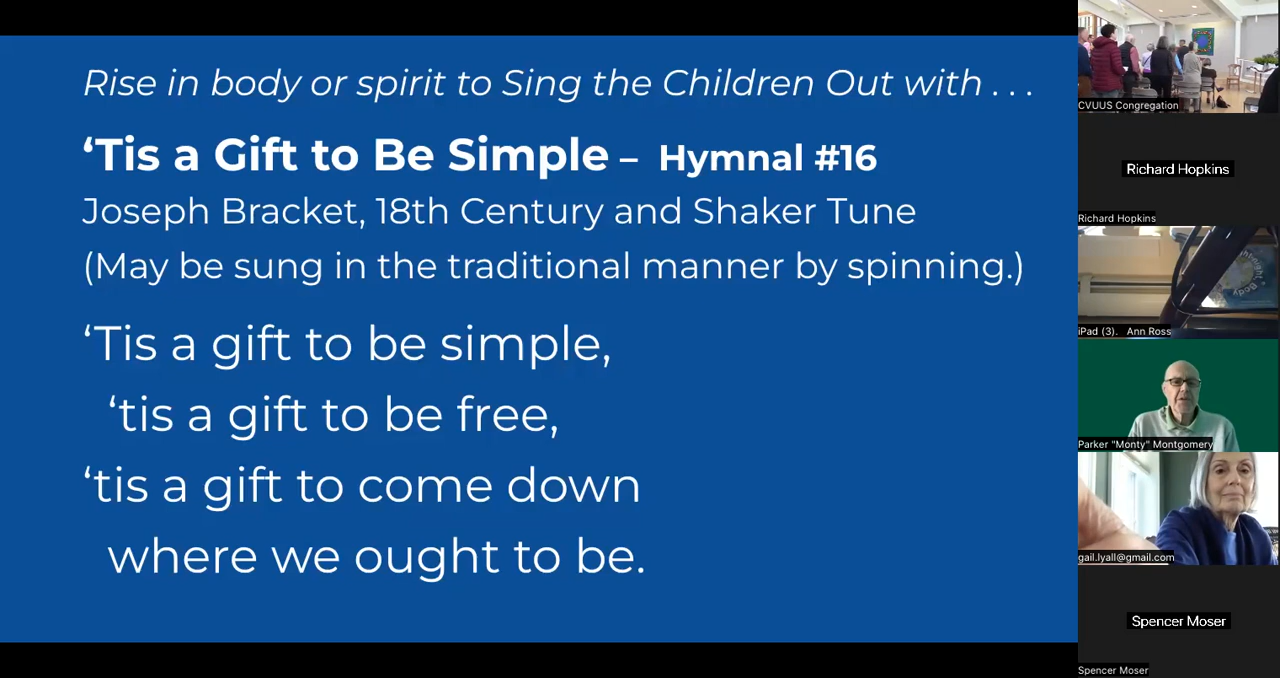 Rise in body or spirit to Sing the Children Out with . . .
‘Tis a Gift to Be Simple – Hymnal #16
Joseph Bracket, 18th Century and Shaker Tune
(May be sung in the traditional manner by spinning.)
‘Tis a gift to be simple,
‘tis a gift to be free,
‘tis a gift to come down
where we ought to be.
CVUUS Congregation
Richard Hopkins
Richard Hopkins
iPad (3). Ann Ross
Parker "Monty" Montgomery
gail.lyall@gmail.com
Spencer Moser
Spencer Moser